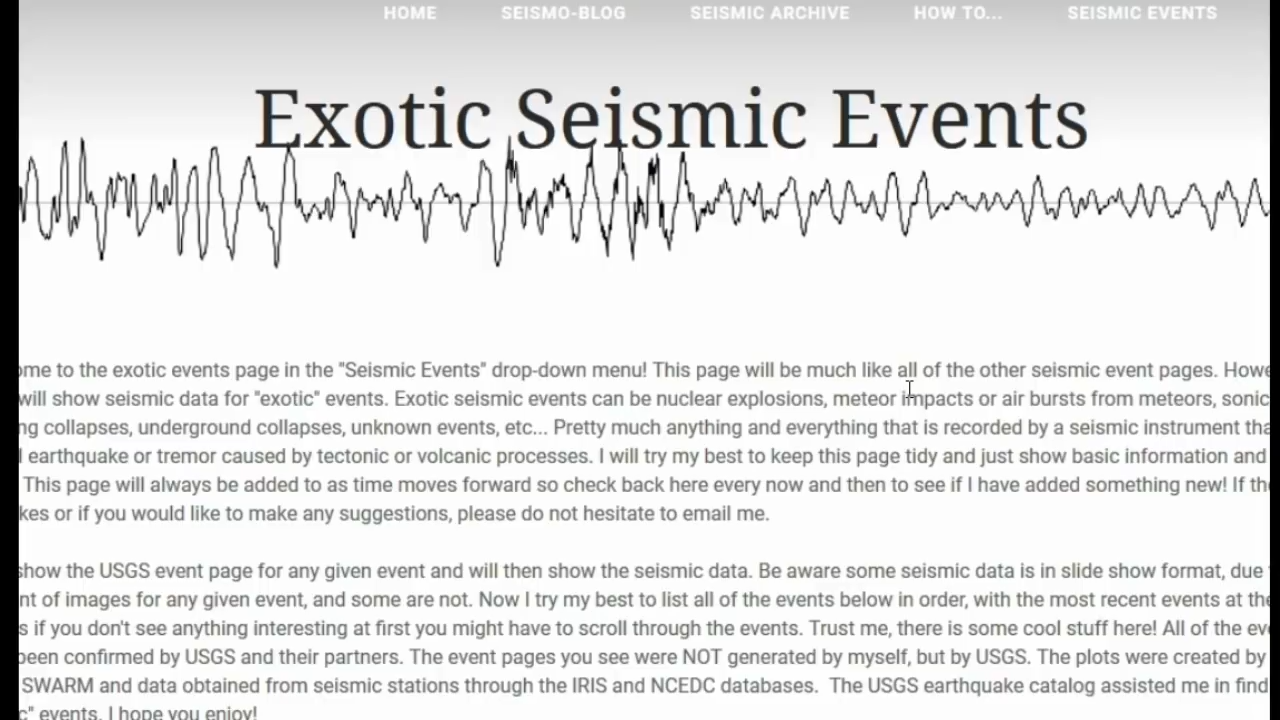 HOME SEISMO-BLOG SEISMIC ARCHIVE HOW TO... SEISMIC EVENTS
Exotic Seismic Events
ome to the exotic events page in the "Seismic Events" drop-down menu! This page will be much like all of the other seismic event pages. Howe
will show seismic data for "exotic" events. Exotic seismic events can be nuclear explosions, meteor impacts or air bursts from meteors, sonic
ng collapses, underground collapses, unknown events, etc... Pretty much anything and everything that is recorded by a seismic instrument tha
l earthquake or tremor caused by tectonic or volcanic processes. I will try my best to keep this page tidy and just show basic information and
This page will always be added to as time moves forward so check back here every now and then to see if I have added something new! If the
kes or if you would like to make any suggestions, please do not hesitate to email me.
show the USGS event page for any given event and will then show the seismic data. Be aware some seismic data is in slide show format, due
nt of images for any given event, and some are not. Now I try my best to list all of the events below in order, with the most recent events at the
s if you don't see anything interesting at first you might have to scroll through the events. Trust me, there is some cool stuff here! All of the eve
been confirmed by USGS and their partners. The event pages you see were NOT generated by myself, but by USGS. The plots were created by
SWARM and data obtained from seismic stations through the IRIS and NCEDC databases. The USGS earthquake catalog assisted me in find
c" events. I hope you enjoy!